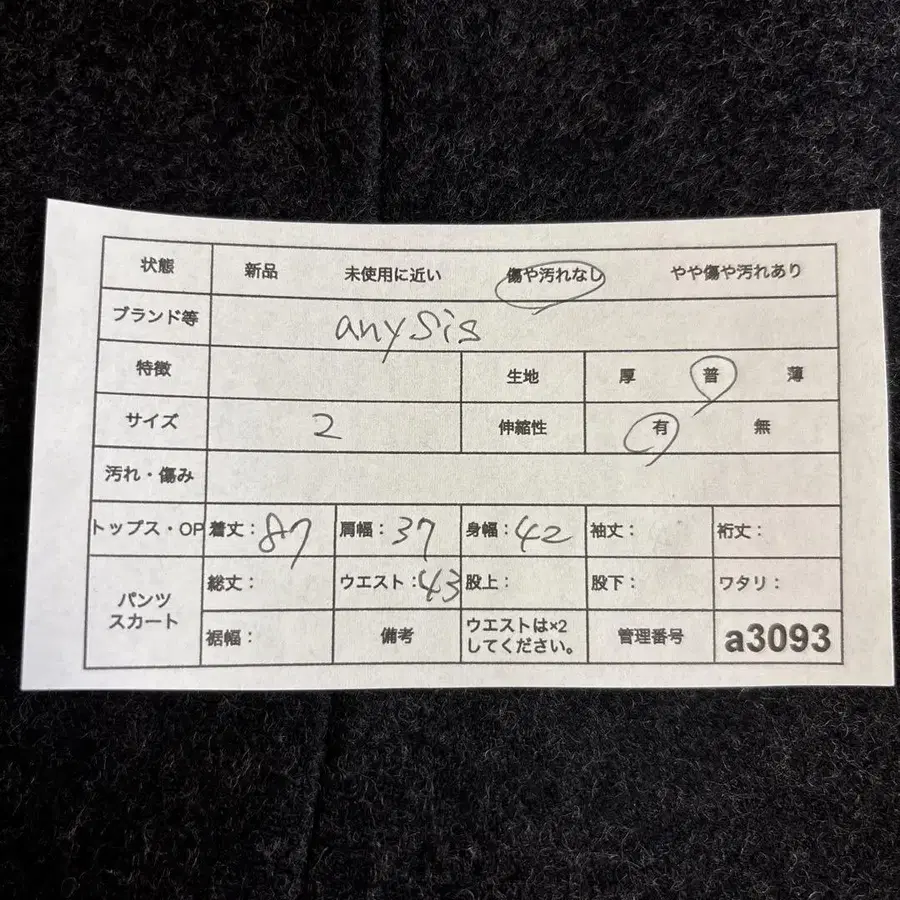 状態 新品 未使用に近い 傷や汚れなし やや傷や汚れあり
ブランド等 anysis
特徴 生地 厚 普 薄
サイズ 2 伸縮性 有 無
汚れ・傷み
トップス・OP 着丈：87 肩幅：37 身幅：42 袖丈： 裄丈：
パンツ
スカート
総丈： ウエスト：43 股上： 股下： ワタリ：
裾幅： 備考 ウエストは×2
してください。 管理番号 a3093